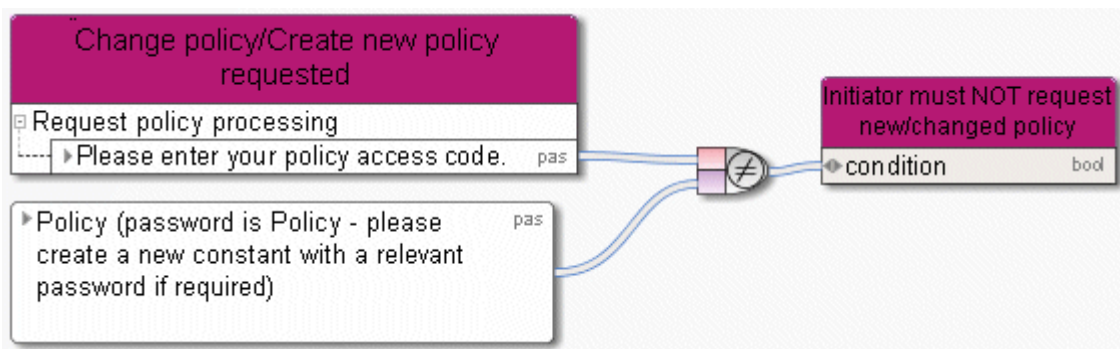 Change policy/Create new policy
requested
Request policy processing
Please enter your policy access code. pas
Policy (password is Policy - please pas
create a new constant with a relevant
password if required)
≠
Initiator must NOT request
new/changed policy
condition bool